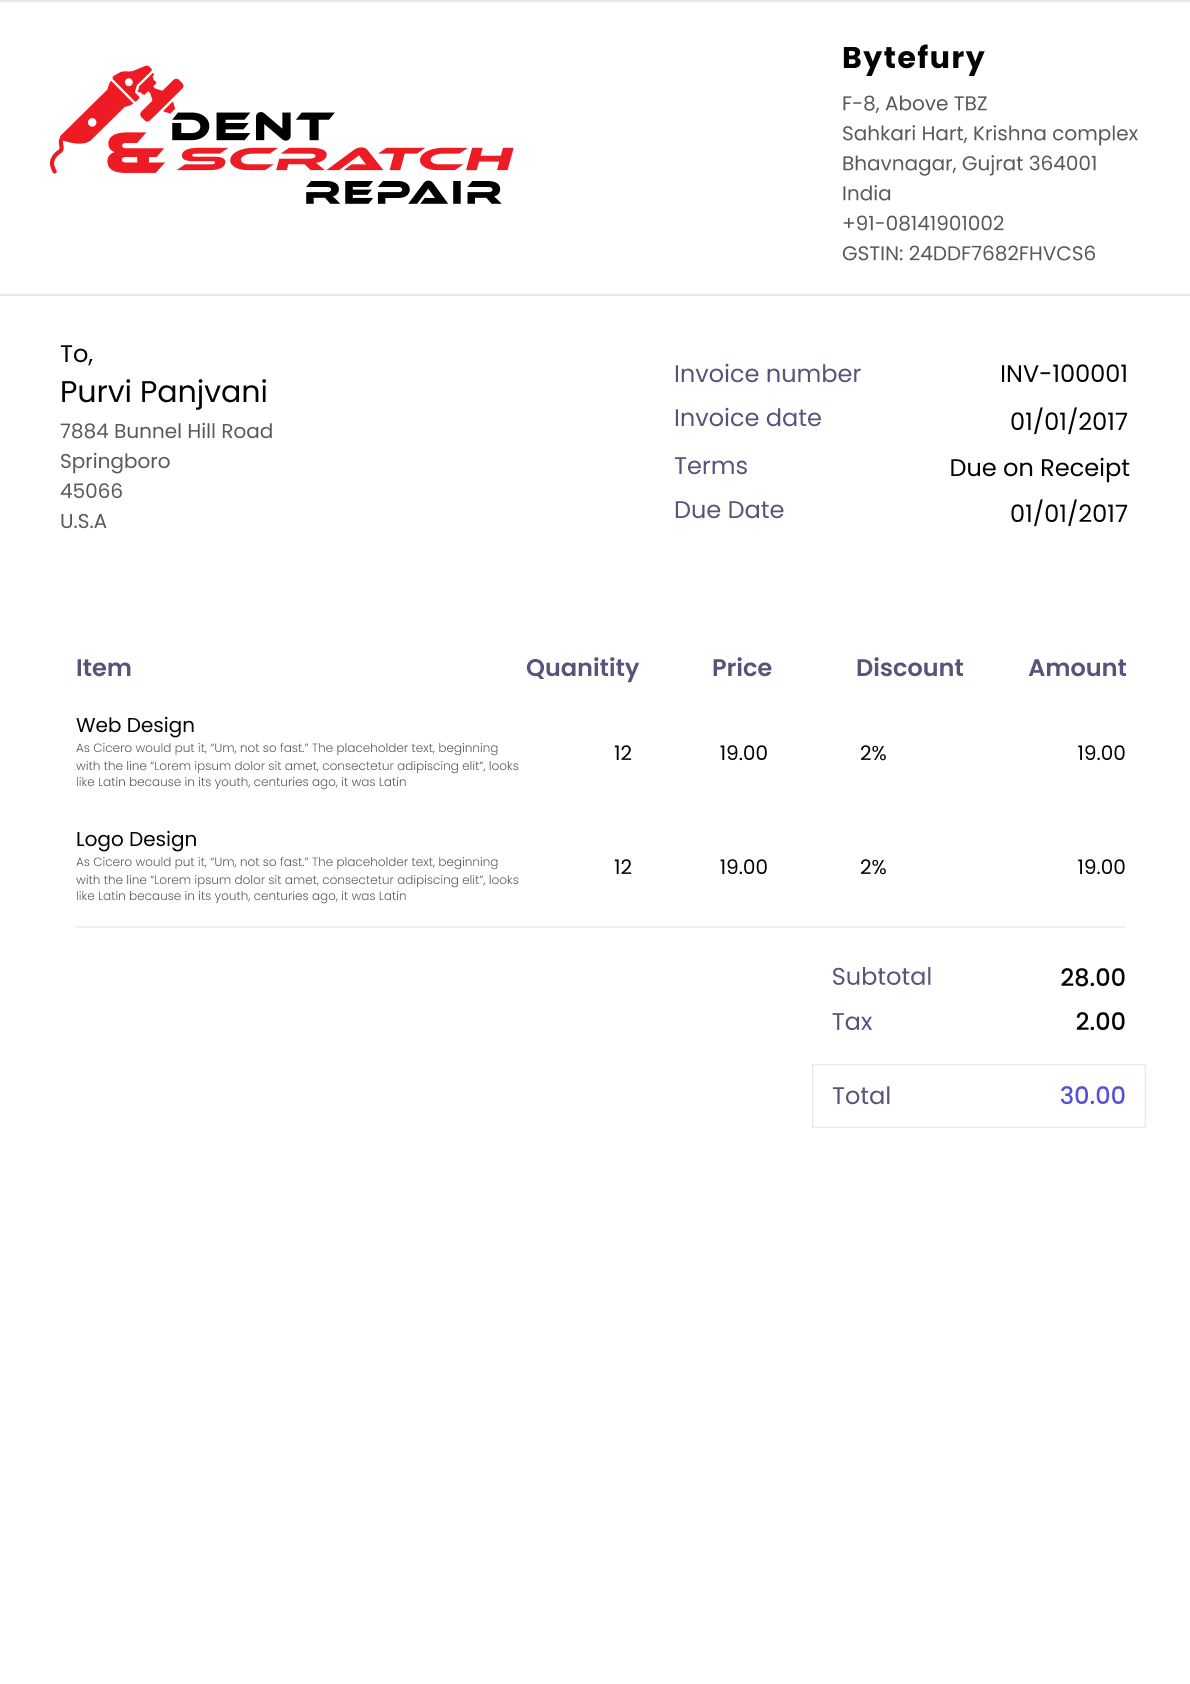 DENT
& SCRATCH
REPAIR
Bytefury
F-8, Above TBZ
Sahkari Hart, Krishna complex
Bhavnagar, Gujrat 364001
India
+91-08141901002
GSTIN: 24DDF7682FHVCS6
To,
Purvi Panjvani
7884 Bunnel Hill Road
Springboro
45066
U.S.A
Invoice number INV-100001
Invoice date 01/01/2017
Terms Due on Receipt
Due Date 01/01/2017
Item Quanitity Price Discount Amount
Web Design
As Cicero would put it, “Um, not so fast.” The placeholder text, beginning
with the line “Lorem ipsum dolor sit amet, consectetur adipiscing elit”, looks
like Latin because in its youth, centuries ago, it was Latin
12 19.00 2% 19.00
Logo Design
As Cicero would put it, “Um, not so fast.” The placeholder text, beginning
with the line “Lorem ipsum dolor sit amet, consectetur adipiscing elit”, looks
like Latin because in its youth, centuries ago, it was Latin
12 19.00 2% 19.00
Subtotal 28.00
Tax 2.00
Total 30.00